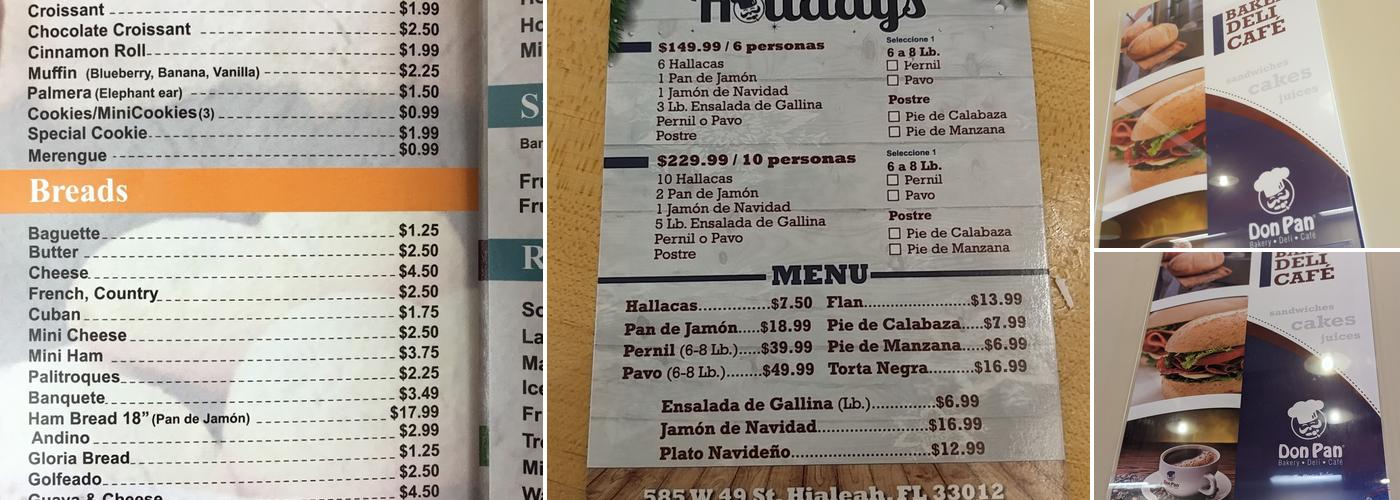 Croissant $1.99
Chocolate Croissant $2.50
Cinnamon Roll $1.99
Muffin (Blueberry, Banana, Vanilla) $2.25
Palmera (Elephant ear) $1.50
Cookies/MiniCookies(3) $0.99
Special Cookie $1.99
Merengue $0.99
Breads
Baguette $1.25
Butter $2.50
Cheese $4.50
French, Country $2.50
Cuban $1.75
Mini Cheese $2.50
Mini Ham $3.75
Palitroques $2.25
Banquete $3.49
Ham Bread 18” (Pan de Jamón) $17.99
Andino $2.99
Gloria Bread $1.25
Golfeado $2.50
Guava & Cheese $4.50
Holidays
$149.99 / 6 personas
6 Hallacas
1 Pan de Jamón
1 Jamón de Navidad
3 Lb. Ensalada de Gallina
Pernil o Pavo
Postre
Seleccione 1
6 a 8 Lb.
Pernil
Pavo
Postre
Pie de Calabaza
Pie de Manzana
$229.99 / 10 personas
10 Hallacas
2 Pan de Jamón
1 Jamón de Navidad
5 Lb. Ensalada de Gallina
Pernil o Pavo
Postre
Seleccione 1
6 a 8 Lb.
Pernil
Pavo
Postre
Pie de Calabaza
Pie de Manzana
MENU
Hallacas.............$7.50 Flan....................$13.99
Pan de Jamón.....$18.99 Pie de Calabaza.....$7.99
Pernil (6-8 Lb.).....$39.99 Pie de Manzana.....$6.99
Pavo (6-8 Lb.)........$49.99 Torta Negra..........$16.99
Ensalada de Gallina (Lb.)................$6.99
Jamón de Navidad........................$16.99
Plato Navideño..............................$12.99
585 W 49 St. Hialeah, FL 33012
DELI
CAFÉ
sandwiches
cakes
juices
Don Pan
Bakery • Deli • Café
DELI
CAFÉ
sandwiches
cakes
juices
Don Pan
Bakery • Deli • Café
Don Pan